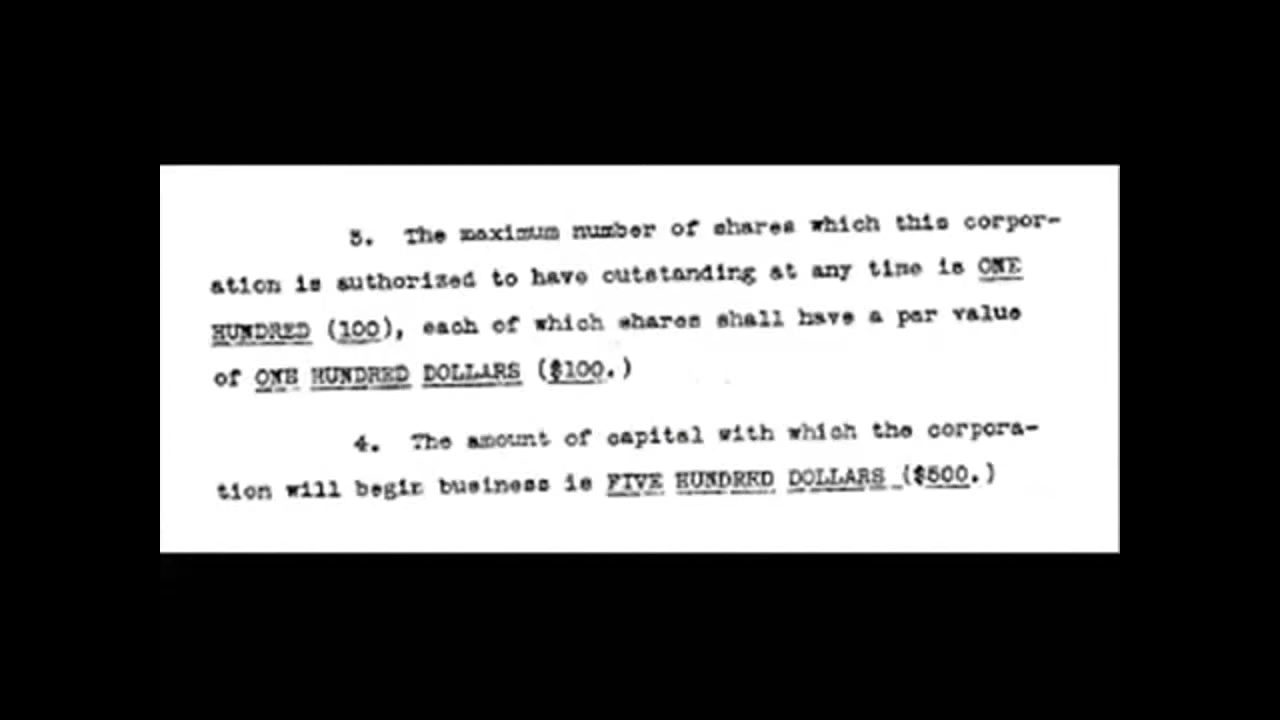 3. The maximum number of shares which this corpor-
ation is authorized to have outstanding at any time is ONE
HUNDRED (100), each of which shares shall have a par value
of ONE HUNDRED DOLLARS ($100.)
4. The amount of capital with which the corpora-
tion will begin business is FIVE HUNDRED DOLLARS ($500.)